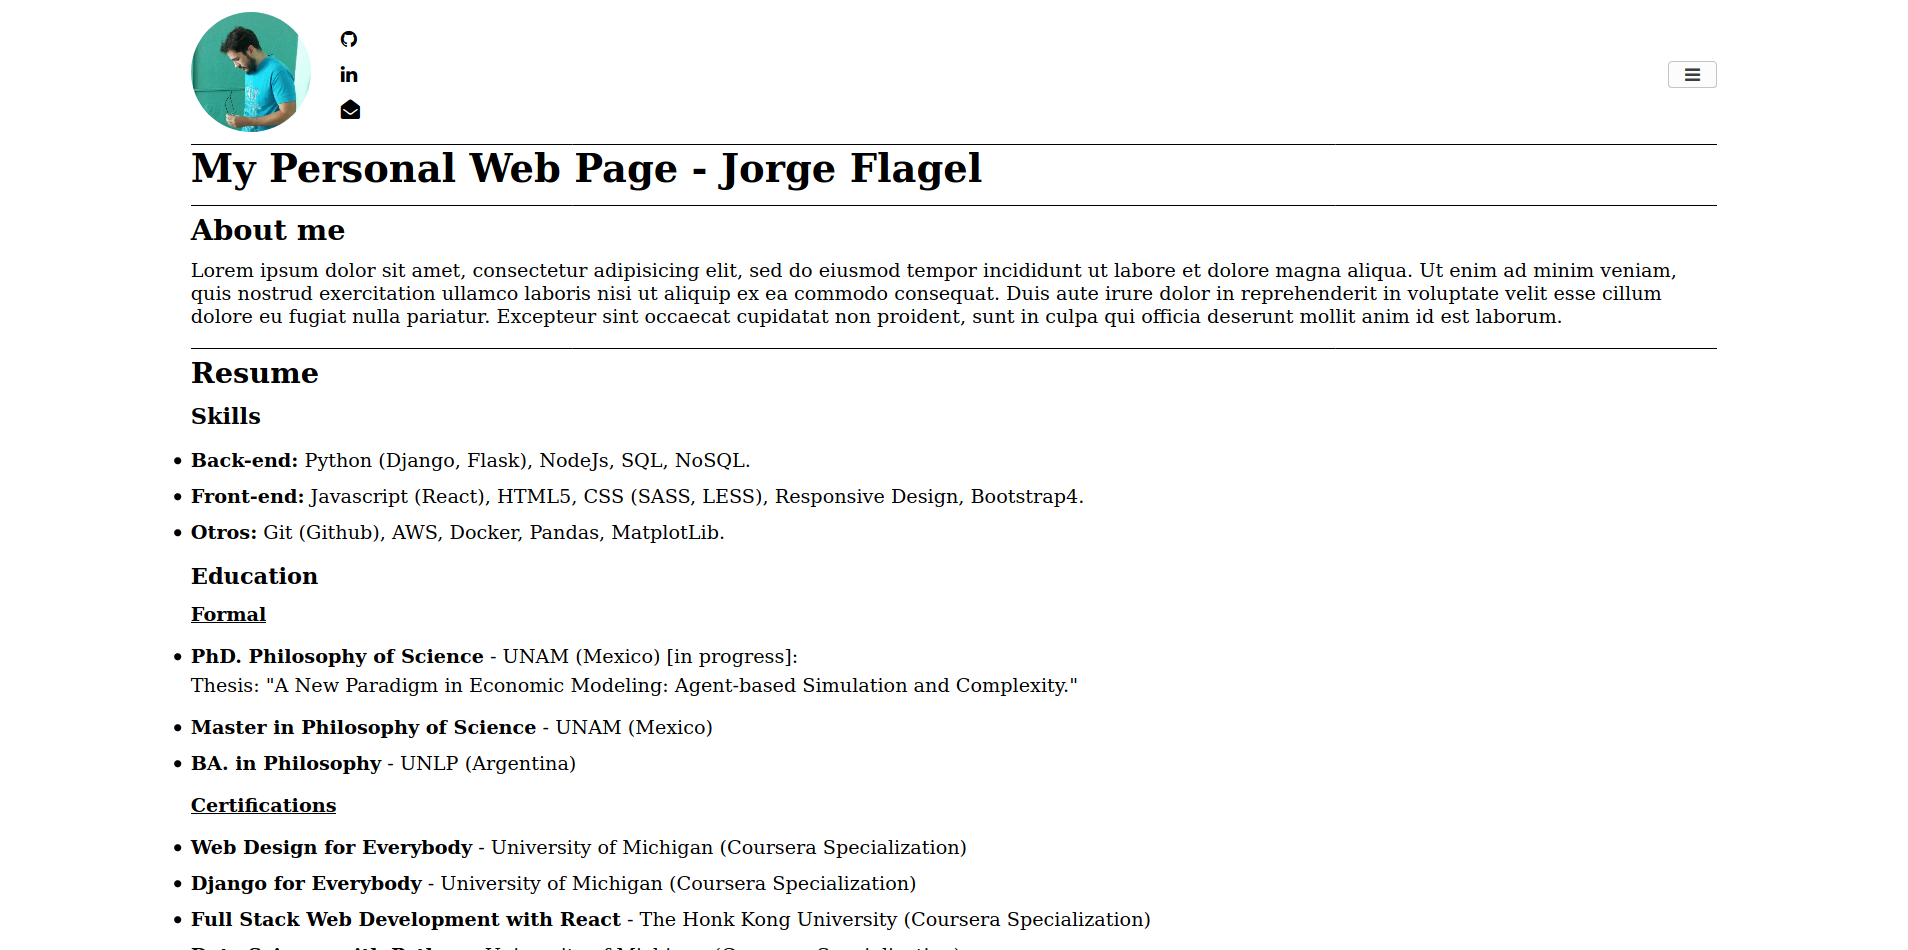 My Personal Web Page - Jorge Flagel
About me
Lorem ipsum dolor sit amet, consectetur adipisicing elit, sed do eiusmod tempor incididunt ut labore et dolore magna aliqua. Ut enim ad minim veniam,
quis nostrud exercitation ullamco laboris nisi ut aliquip ex ea commodo consequat. Duis aute irure dolor in reprehenderit in voluptate velit esse cillum
dolore eu fugiat nulla pariatur. Excepteur sint occaecat cupidatat non proident, sunt in culpa qui officia deserunt mollit anim id est laborum.
Resume
Skills
• Back-end: Python (Django, Flask), NodeJs, SQL, NoSQL.
• Front-end: Javascript (React), HTML5, CSS (SASS, LESS), Responsive Design, Bootstrap4.
• Otros: Git (Github), AWS, Docker, Pandas, MatplotLib.
Education
Formal
• PhD. Philosophy of Science - UNAM (Mexico) [in progress]:
Thesis: "A New Paradigm in Economic Modeling: Agent-based Simulation and Complexity."
• Master in Philosophy of Science - UNAM (Mexico)
• BA. in Philosophy - UNLP (Argentina)
Certifications
• Web Design for Everybody - University of Michigan (Coursera Specialization)
• Django for Everybody - University of Michigan (Coursera Specialization)
• Full Stack Web Development with React - The Honk Kong University (Coursera Specialization)